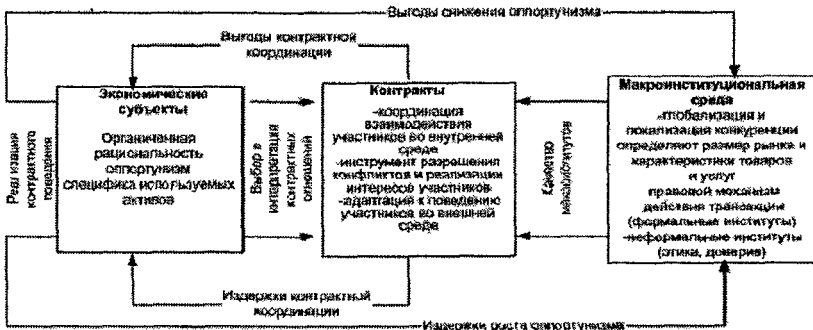 Выгоды снижения оппортунизма
Выгоды контрактной
координации
Экономические
субъекты
Органиченная
рациональность
оппортунизм
специфика используемых
активов
Реализация
контрактного
поведения
Выбор и
интерпретация
контрактных
отношений
Контракты
-координация
взаимодействия
участников во внутренней
среде
-инструмент разрешения
конфликтов и реализации
интересов участников
-адаптация к поведению
участников во внешней
среде
Качество
макроинститутов
Макроинституциональная
среда
-глобализация и
локализация конкуренции
определяют размер рынка и
характеристики товаров
и услуг
правовой механизм
действия трансакции
(формальные институты)
-неформальные институты
(этика, доверие)
Издержки контрактной
координации
Издержки роста оппортунизма